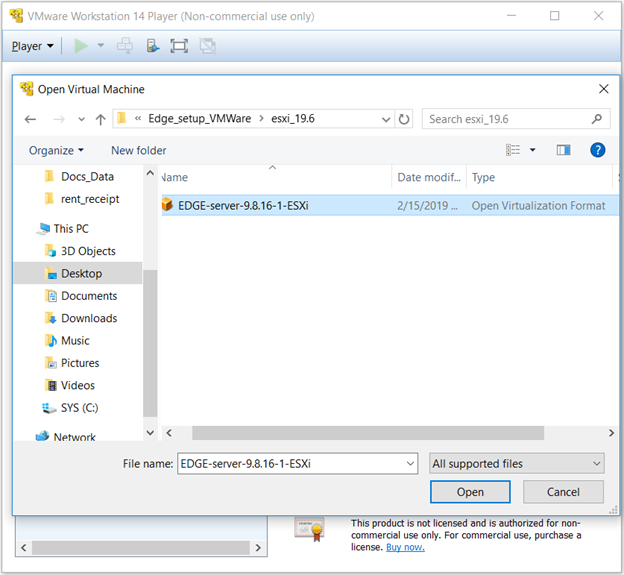 VMware Workstation 14 Player (Non-commercial use only)
Player
Open Virtual Machine
« Edge_setup_VMWare > esxi_19.6
Search esxi_19.6
Organize
New folder
Name
Date modif...
Type
Docs_Data
rent_receipt
This PC
3D Objects
Desktop
Documents
Downloads
Music
Pictures
Videos
SYS (C:)
Network
EDGE-server-9.8.16-1-ESXi
2/15/2019 ...
Open Virtualization Format
File name:
EDGE-server-9.8.16-1-ESXi
All supported files
Open
Cancel
This product is not licensed and is authorized for non-
commercial use only. For commercial use, purchase a
license. Buy now.